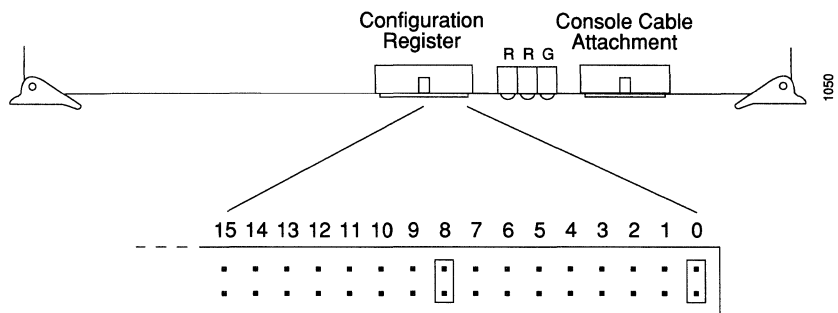 Configuration
Register
Console Cable
Attachment
R R G
1050
15 14 13 12 11 10 9 8 7 6 5 4 3 2 1 0